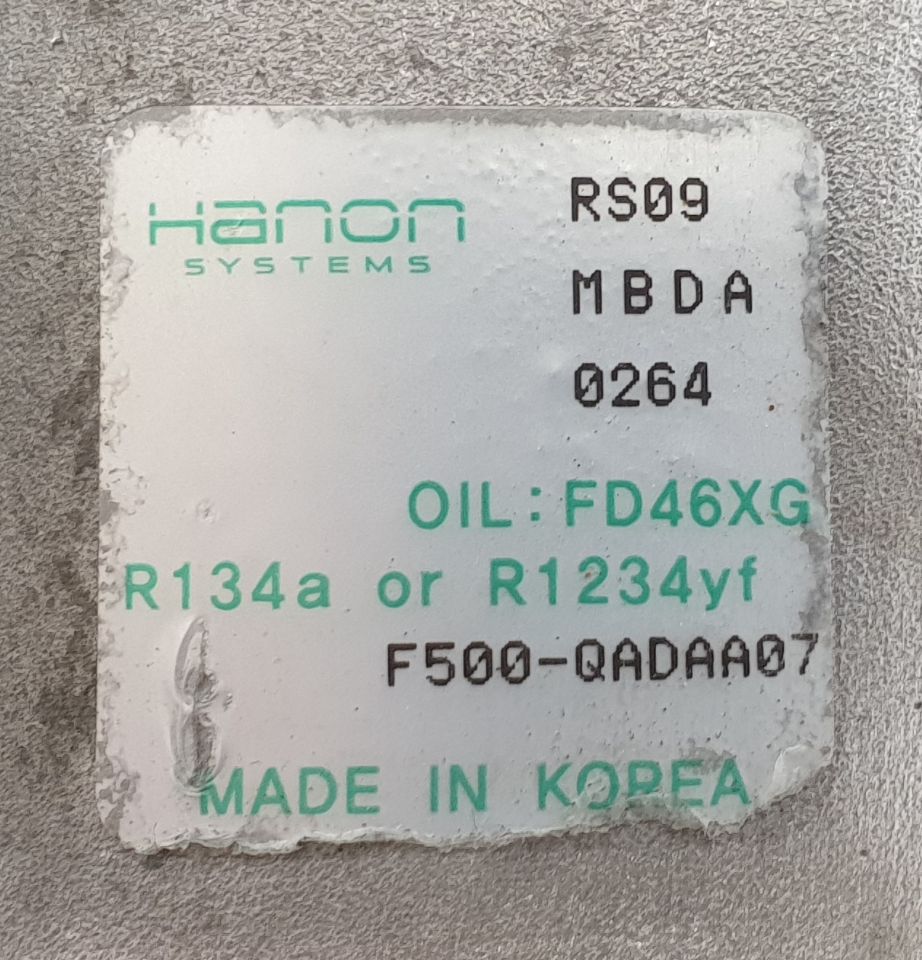 Hanon
SYSTEMS
RS09
MBDA
0264
OIL: FD46XG
R134a or R1234yf
F500-QADAA07
MADE IN KOREA